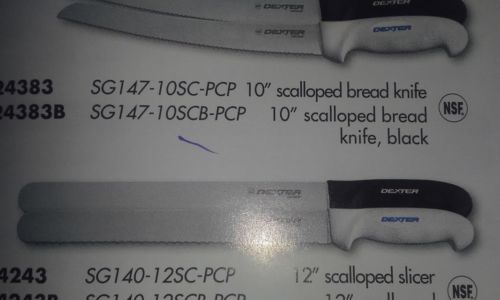 DEXTER
DEXTER
24383 SG147-10SC-PCP 10" scalloped bread knife
24383B SG147-10SCB-PCP 10" scalloped bread
knife, black
NSF
DEXTER DEXTER
DEXTER
4243 SG140-12SC-PCP 12" scalloped slicer
NSF